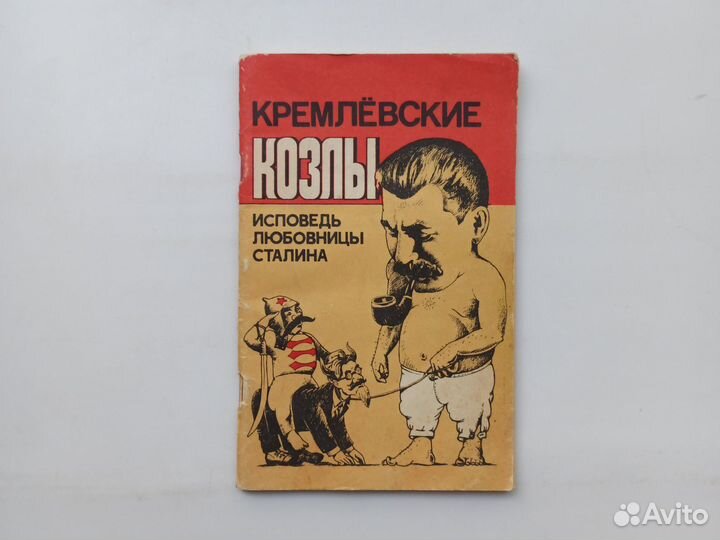 КРЕМЛЁВСКИЕ
КОЗЛЫ
ИСПОВЕДЬ
ЛЮБОВНИЦЫ
СТАЛИНА
Avito